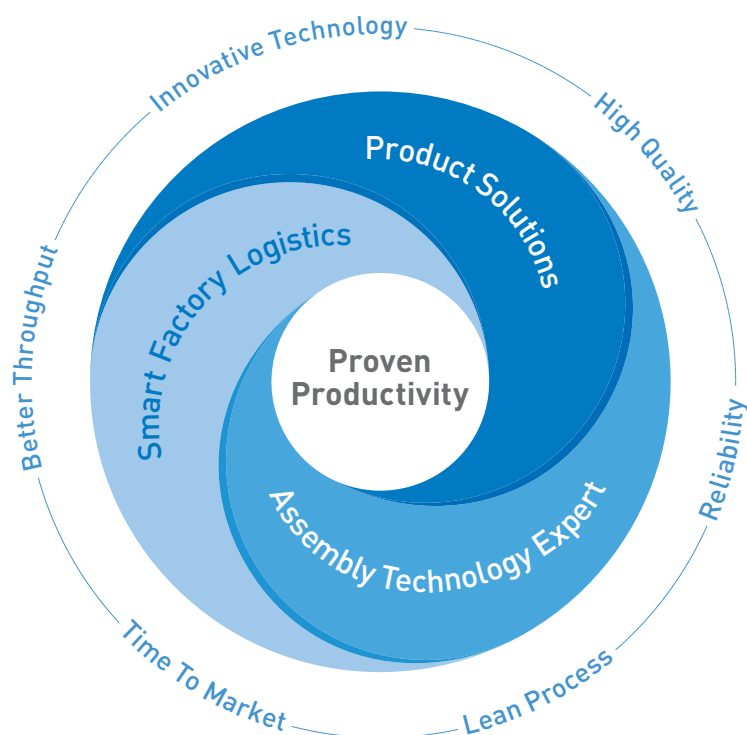 Innovative Technology
High Quality
Reliability
Lean Process
Time To Market
Better Throughput
Product Solutions
Assembly Technology Expert
Smart Factory Logistics
Proven
Productivity